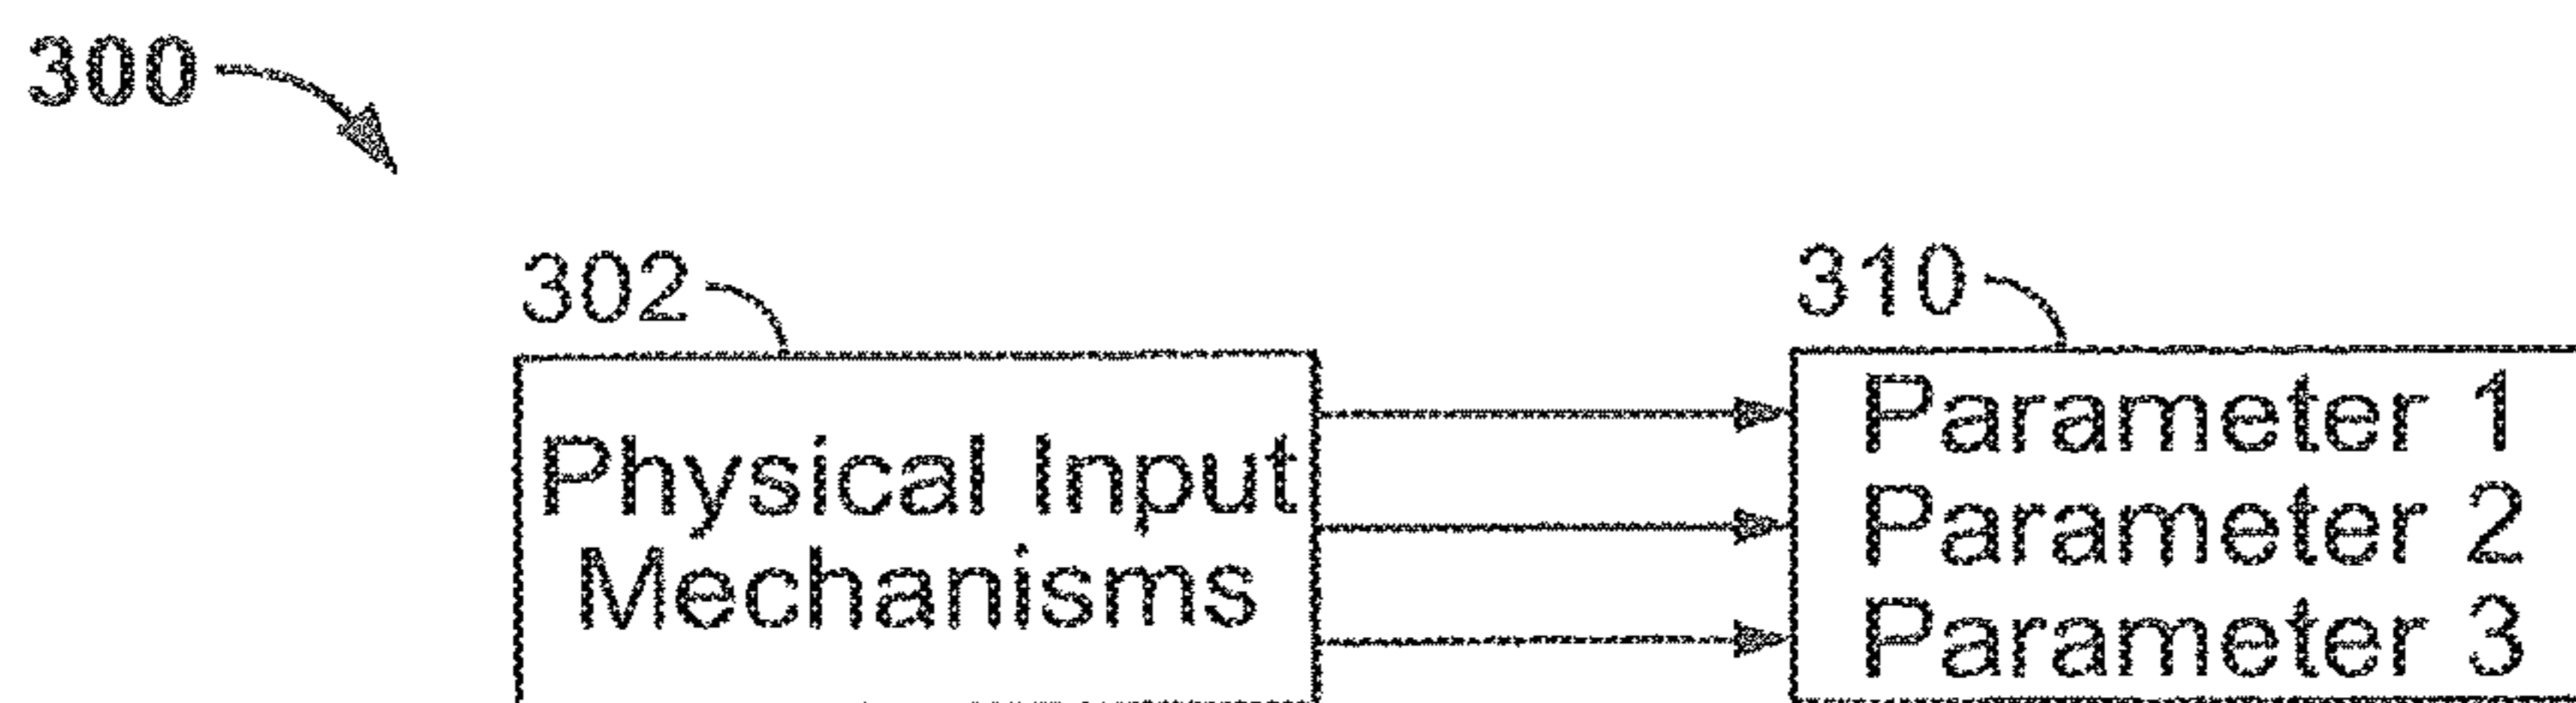 300
302
310
Physical Input
Mechanisms
Parameter 1
Parameter 2
Parameter 3